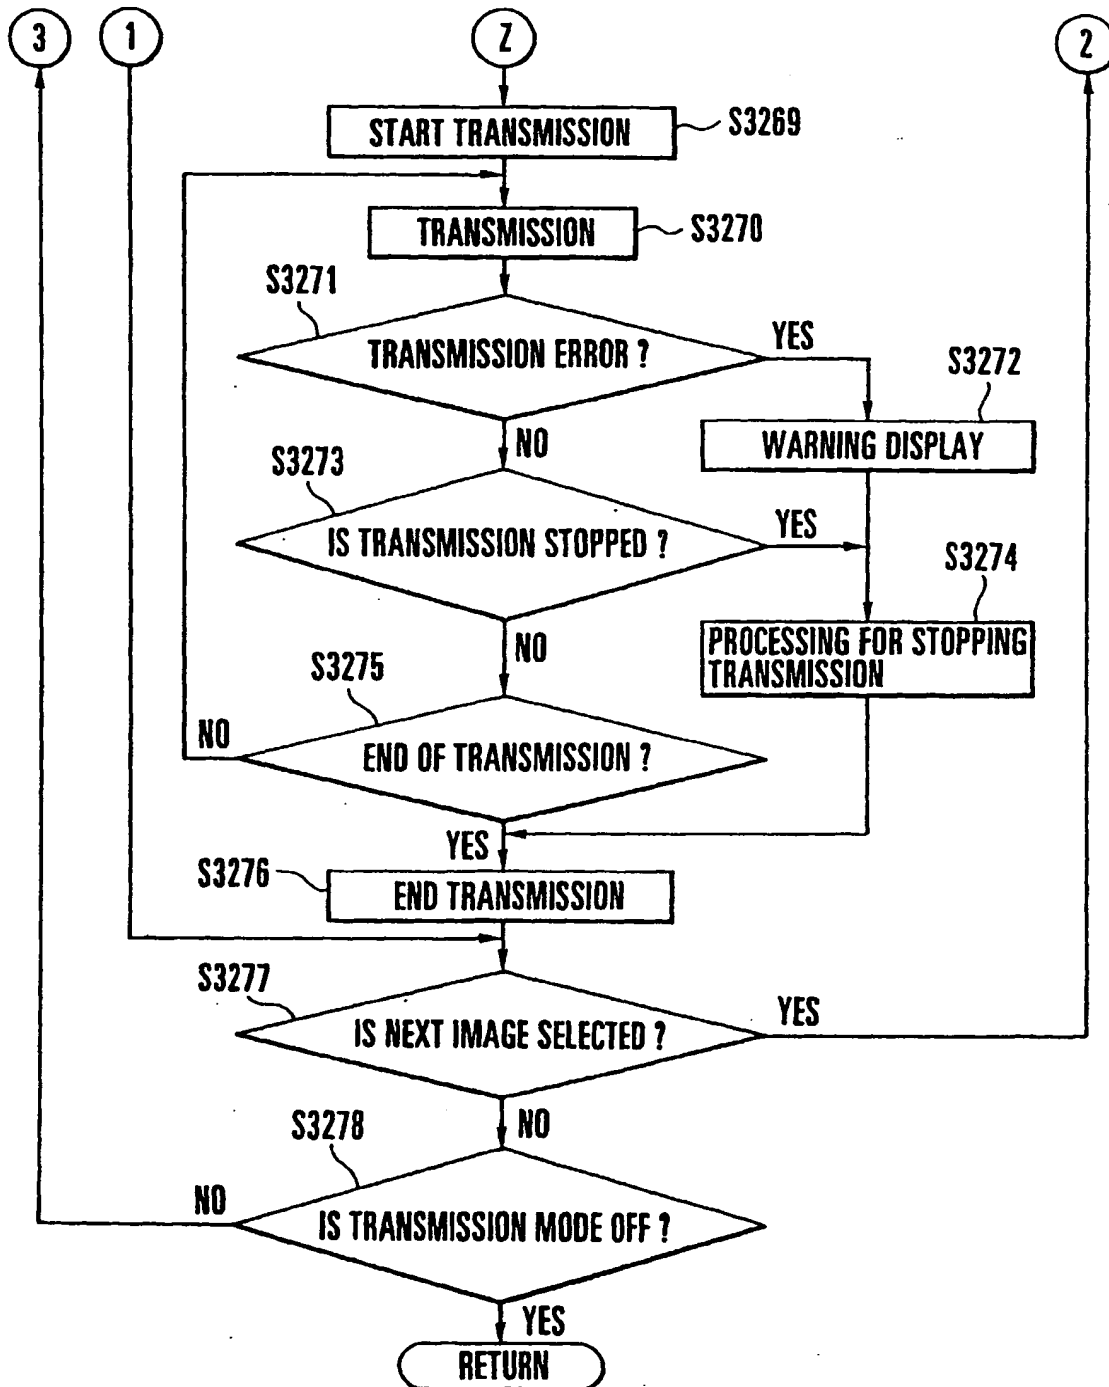 3
1
Z
2
START TRANSMISSION
S3269
TRANSMISSION
S3270
S3271
TRANSMISSION ERROR ?
YES
S3272
WARNING DISPLAY
NO
S3273
IS TRANSMISSION STOPPED ?
YES
S3274
PROCESSING FOR STOPPING
TRANSMISSION
NO
S3275
NO
END OF TRANSMISSION ?
YES
S3276
END TRANSMISSION
S3277
IS NEXT IMAGE SELECTED ?
YES
NO
S3278
NO
IS TRANSMISSION MODE OFF ?
YES
RETURN